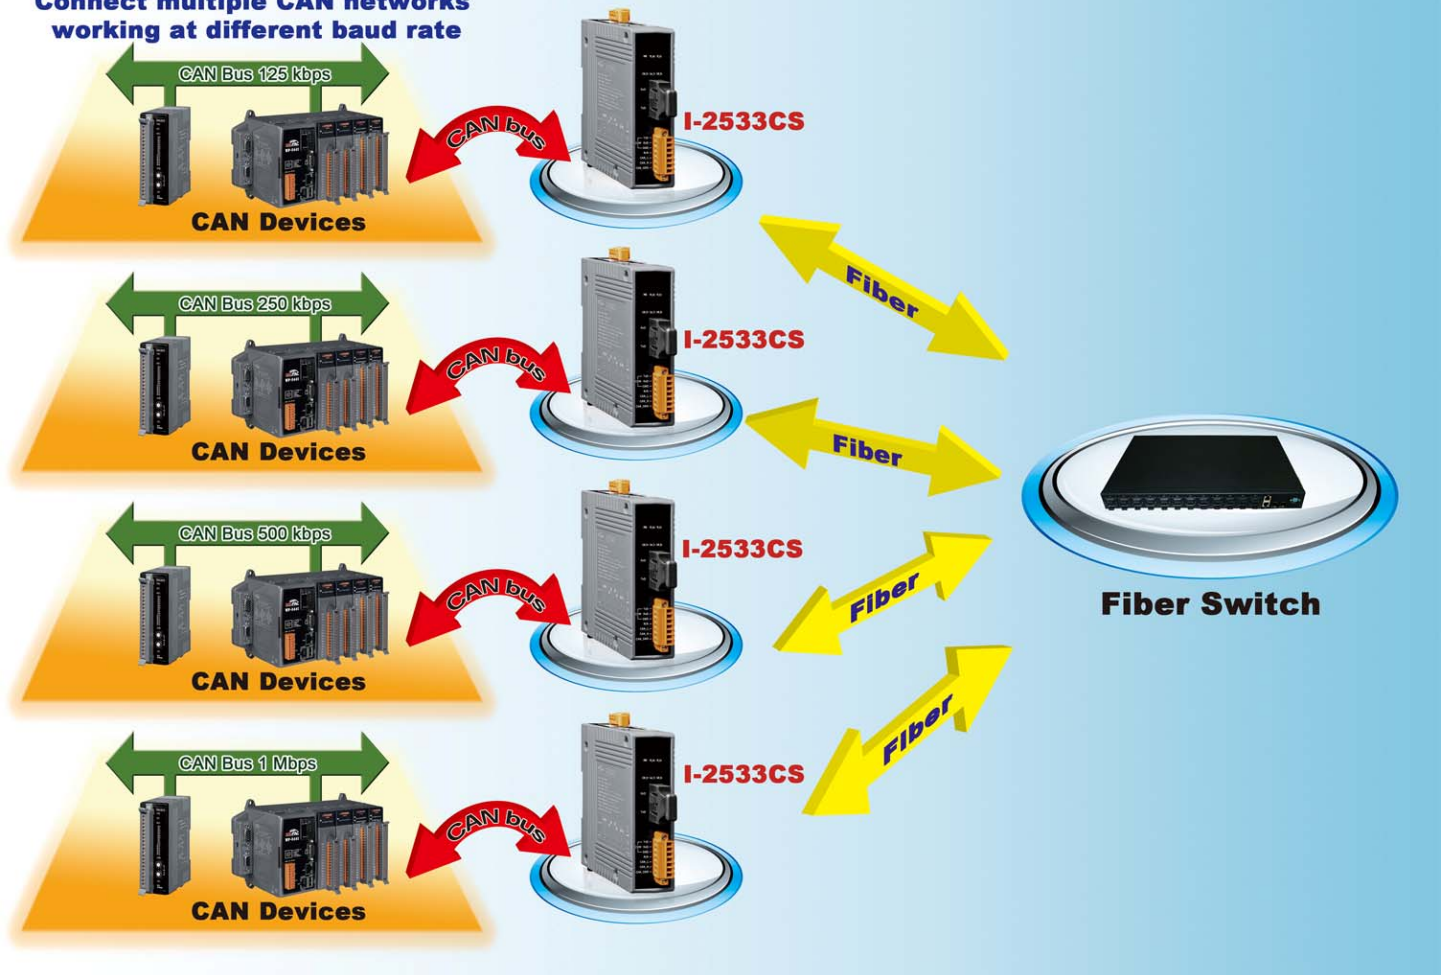 Connect multiple CAN networks
working at different baud rate
CAN Bus 125 kbps
CAN Devices
CAN bus
I-2533CS
Fiber
CAN Bus 250 kbps
CAN Devices
CAN bus
I-2533CS
Fiber
CAN Bus 500 kbps
CAN Devices
CAN bus
I-2533CS
Fiber
CAN Bus 1 Mbps
CAN Devices
CAN bus
I-2533CS
Fiber
Fiber Switch